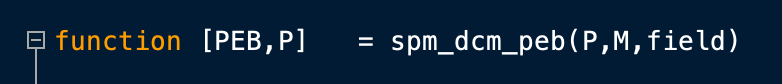 function [PEB,P]   = spm_dcm_peb(P,M,field)